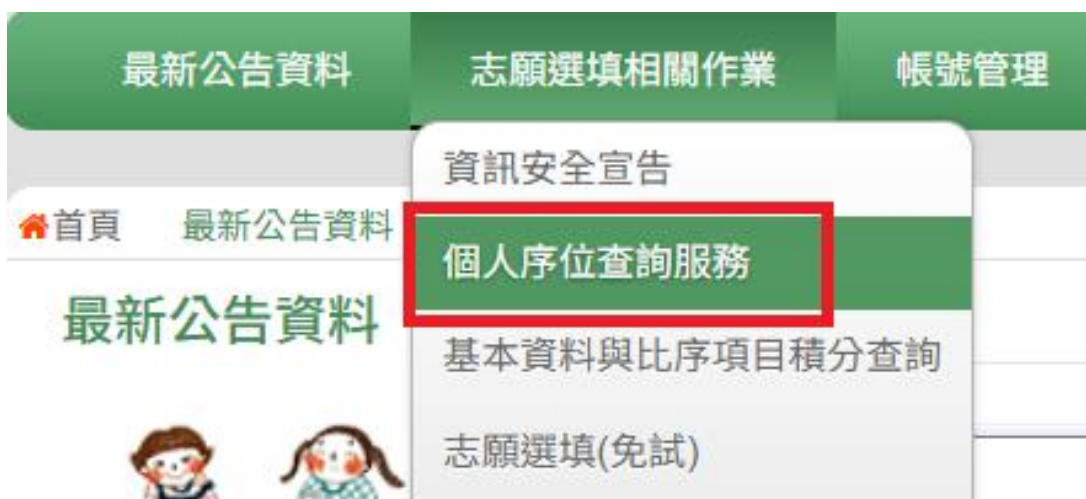 最新公告資料 志願選填相關作業 帳號管理
資訊安全宣告
首頁 最新公告資料
個人序位查詢服務
最新公告資料
基本資料與比序項目積分查詢
志願選填(免試)